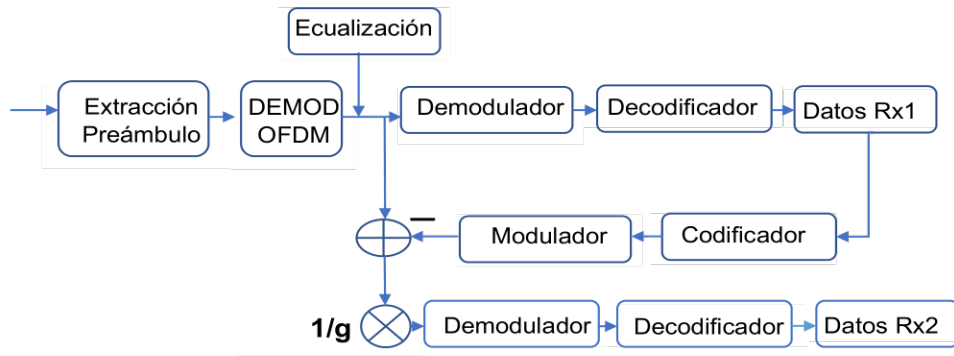 Ecualización
Extracción
Preámbulo
DEMOD
OFDM
Demodulador
Decodificador
Datos Rx1
–
Modulador
Codificador
1/g
Demodulador
Decodificador
Datos Rx2